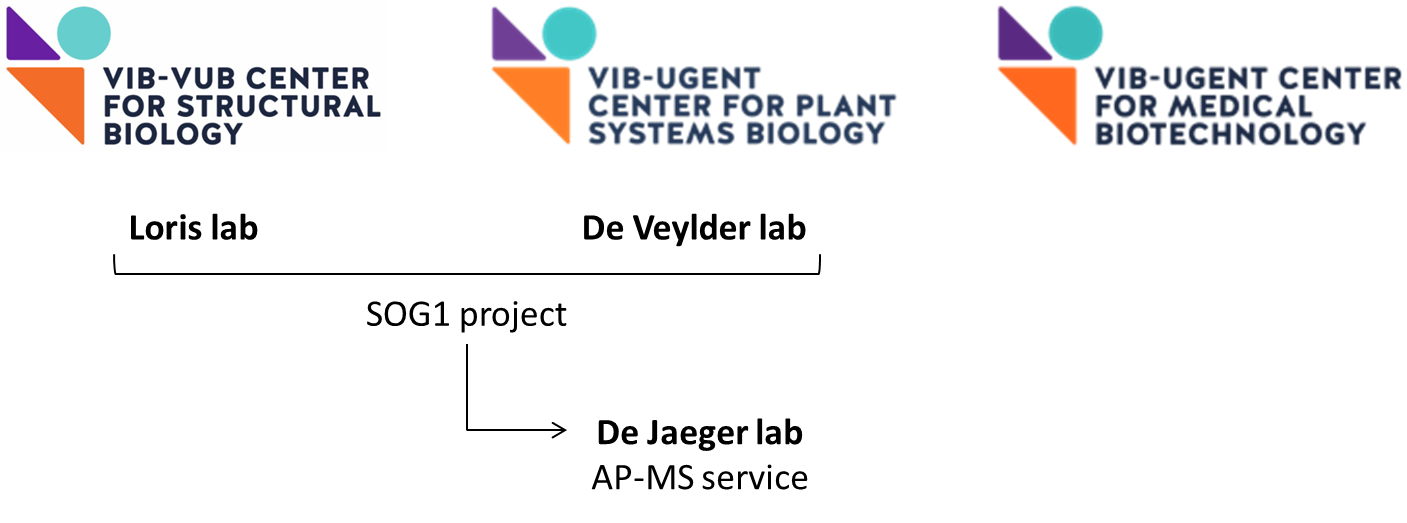 VIB-VUB CENTER
FOR STRUCTURAL
BIOLOGY
VIB-UGENT
CENTER FOR PLANT
SYSTEMS BIOLOGY
VIB-UGENT CENTER
FOR MEDICAL
BIOTECHNOLOGY
Loris lab
De Veylder lab
SOG1 project
De Jaeger lab
AP-MS service